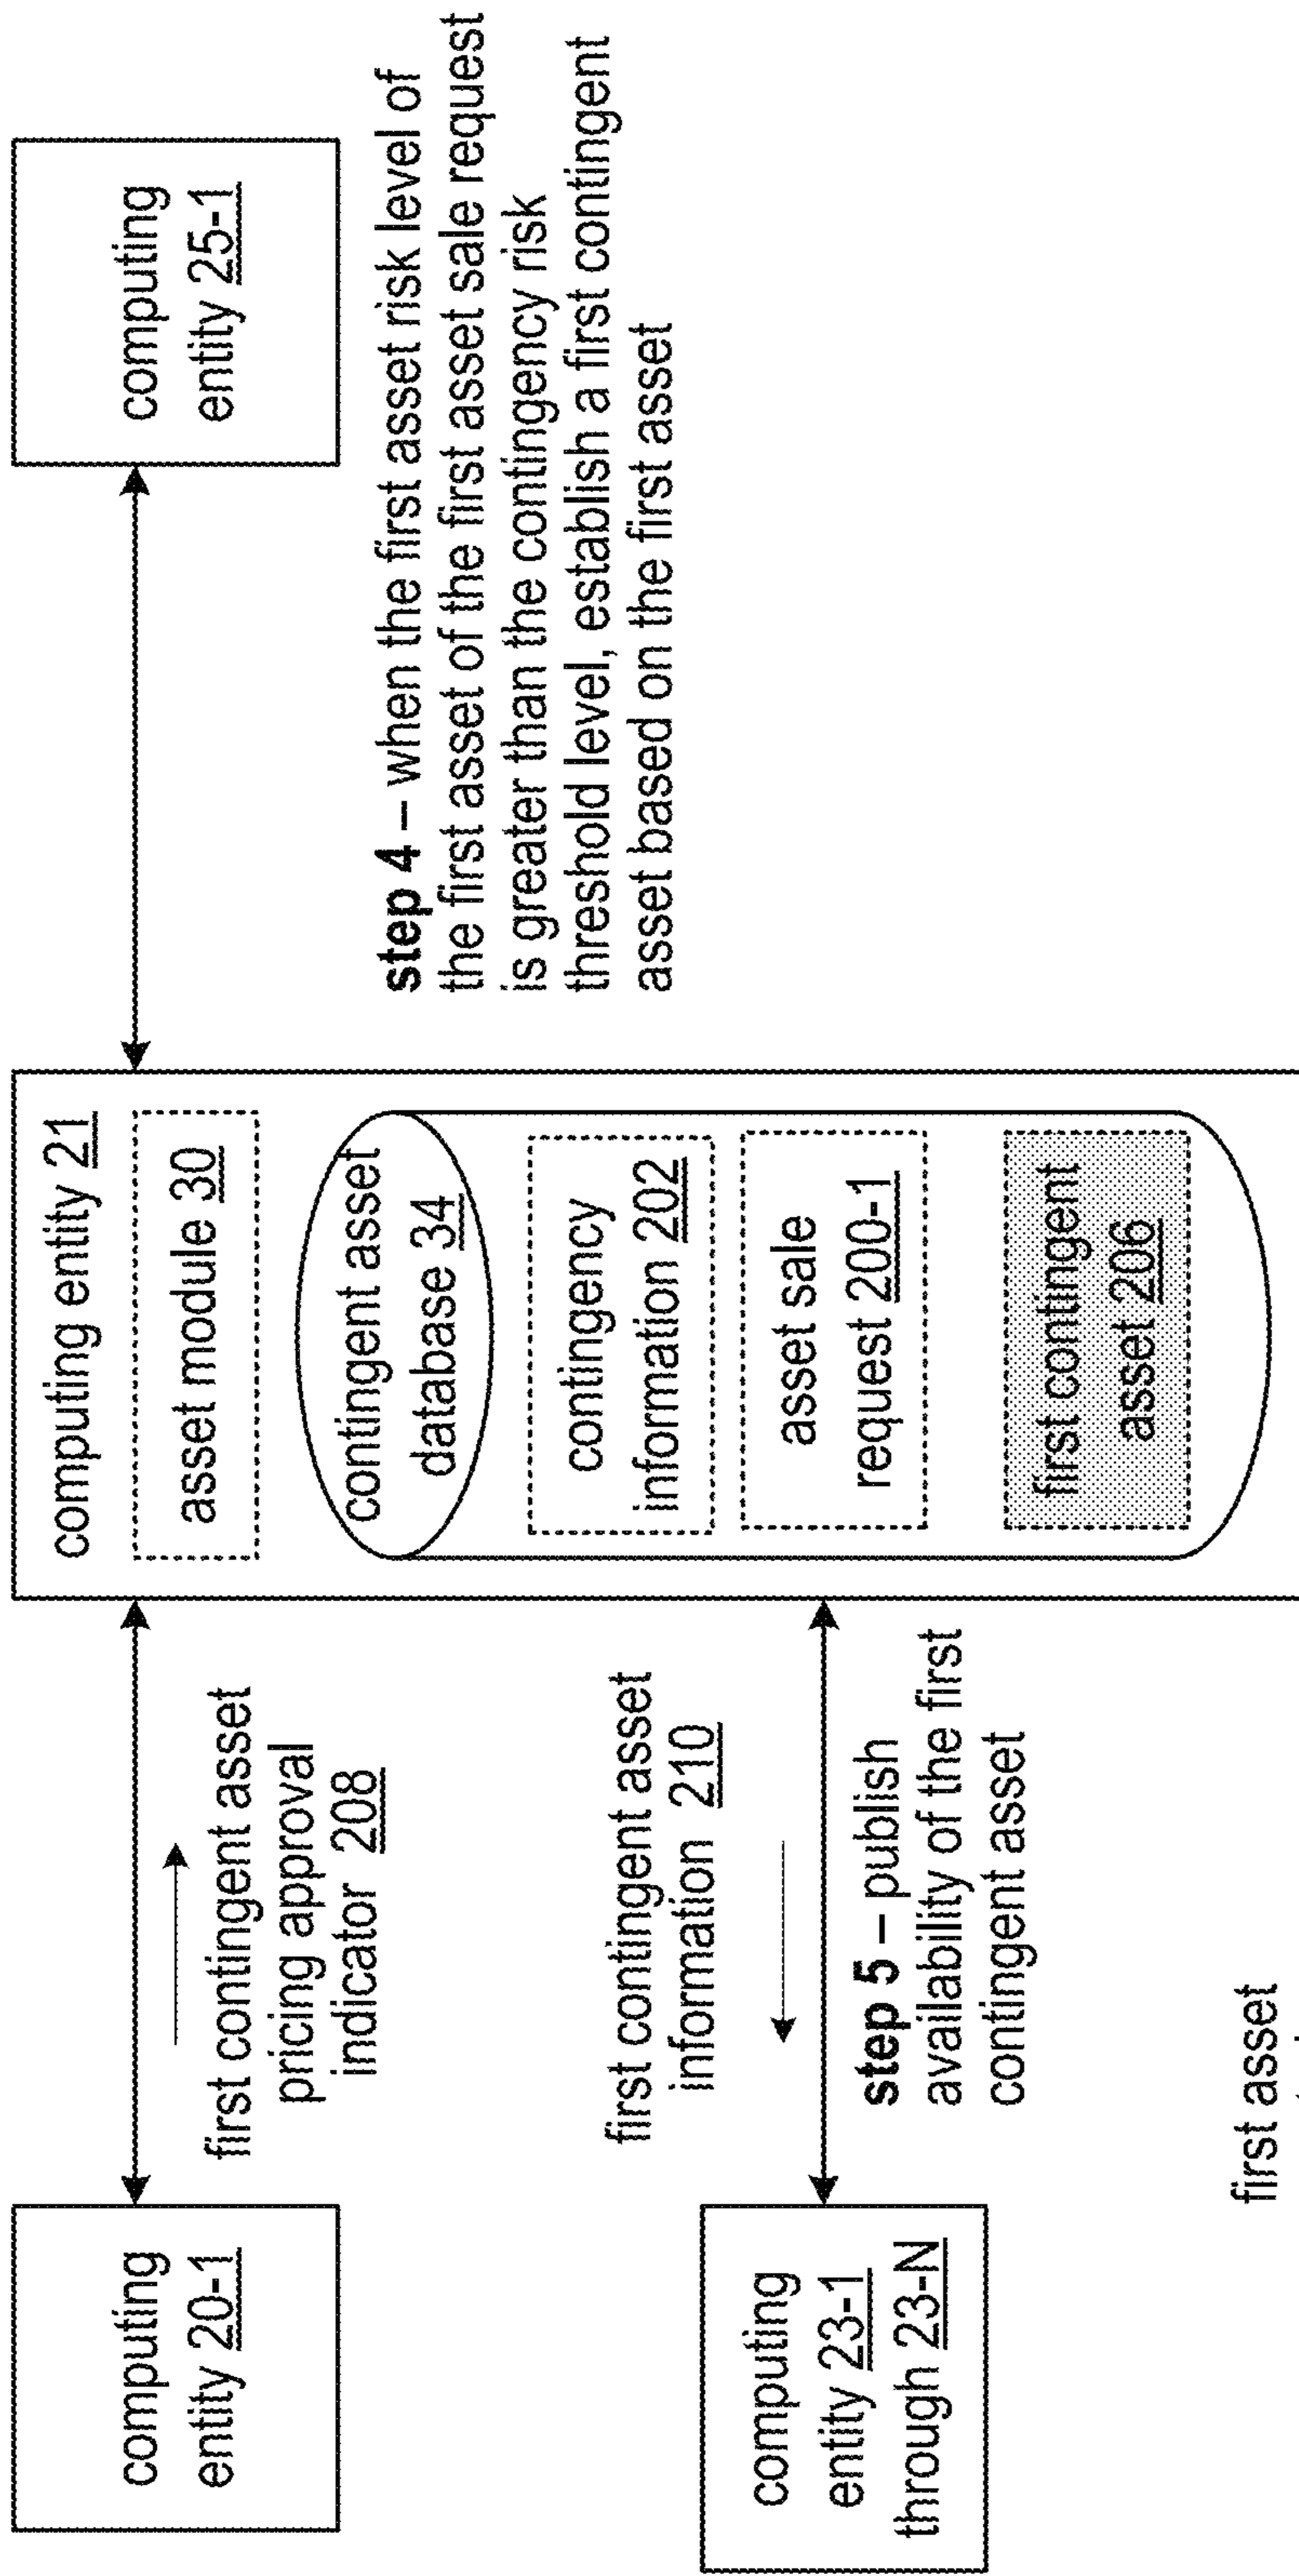 computing
entity 20-1
first contingent asset
pricing approval
indicator 208
computing entity 21
asset module 30
contingent asset
database 34
contingency
information 202
asset sale
request 200-1
first contingent
asset 206
computing
entity 25-1
step 4 – when the first asset risk level of
the first asset of the first asset sale request
is greater than the contingency risk
threshold level, establish a first contingent
asset based on the first asset
computing
entity 23-1
through 23-N
first contingent asset
information 210
step 5 – publish
availability of the first
contingent asset
first asset